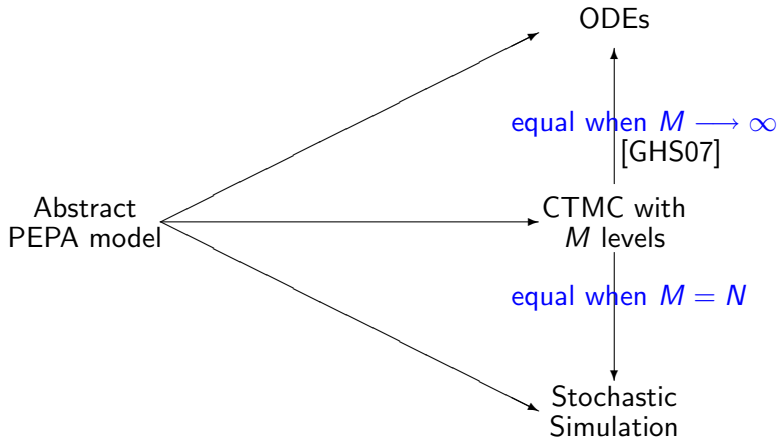 ODEs
equal when M ⟶ ∞
[GHS07]
Abstract
PEPA model
CTMC with
M levels
equal when M = N
Stochastic
Simulation